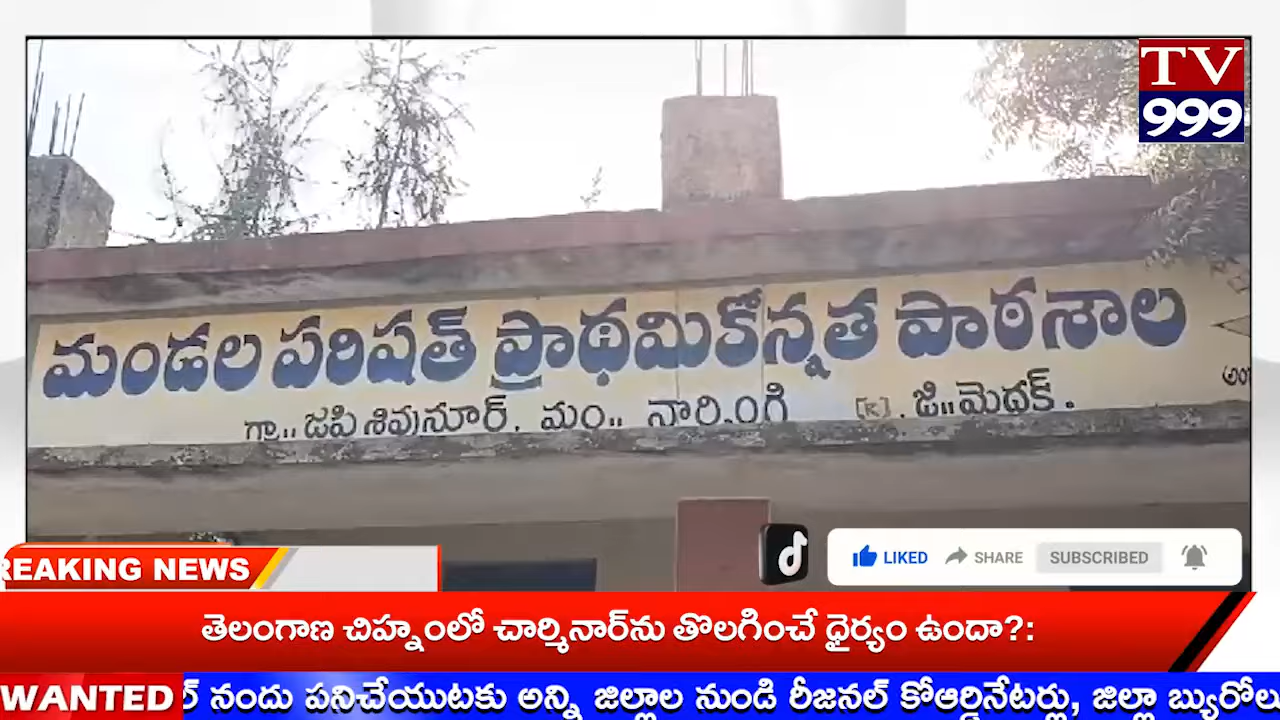 TV
999
మండల పరిషత్ ప్రాథమికోన్నత పాఠశాల
గ్రా.. జపిశివునూర్. మం.. నార్సింగి [R]. జి॥మెదక్.
LIKED SHARE SUBSCRIBED
REAKING NEWS
తెలంగాణ చిహ్నంలో చార్మినార్‌ను తొలగించే ధైర్యం ఉందా?:
WANTED ల్ నందు పనిచేయుటకు అన్ని జిల్లాల నుండి రీజనల్ కోఆర్డినేటర్లు, జిల్లా బ్యురోలు